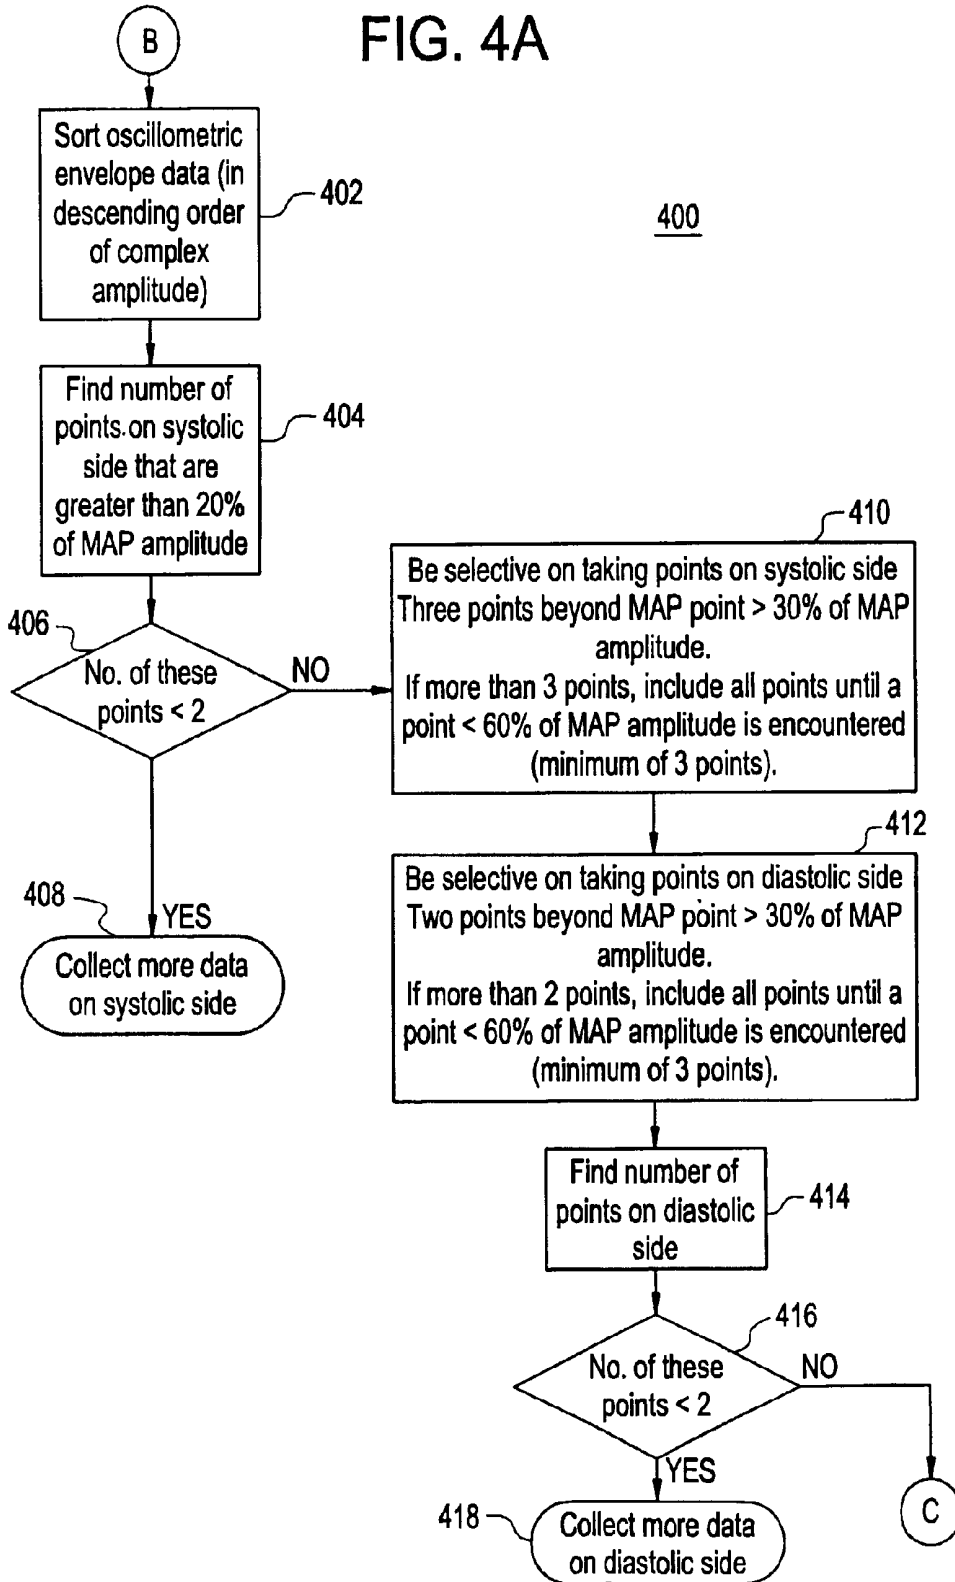 FIG. 4A
B
Sort oscillometric
envelope data (in
descending order
of complex
amplitude)
402
400
Find number of
points on systolic
side that are
greater than 20%
of MAP amplitude
404
406
No. of these
points < 2
NO
YES
408
Collect more data
on systolic side
410
Be selective on taking points on systolic side
Three points beyond MAP point > 30% of MAP
amplitude.
If more than 3 points, include all points until a
point < 60% of MAP amplitude is encountered
(minimum of 3 points).
412
Be selective on taking points on diastolic side
Two points beyond MAP point > 30% of MAP
amplitude.
If more than 2 points, include all points until a
point < 60% of MAP amplitude is encountered
(minimum of 3 points).
Find number of
points on diastolic
side
414
416
No. of these
points < 2
NO
YES
C
418
Collect more data
on diastolic side